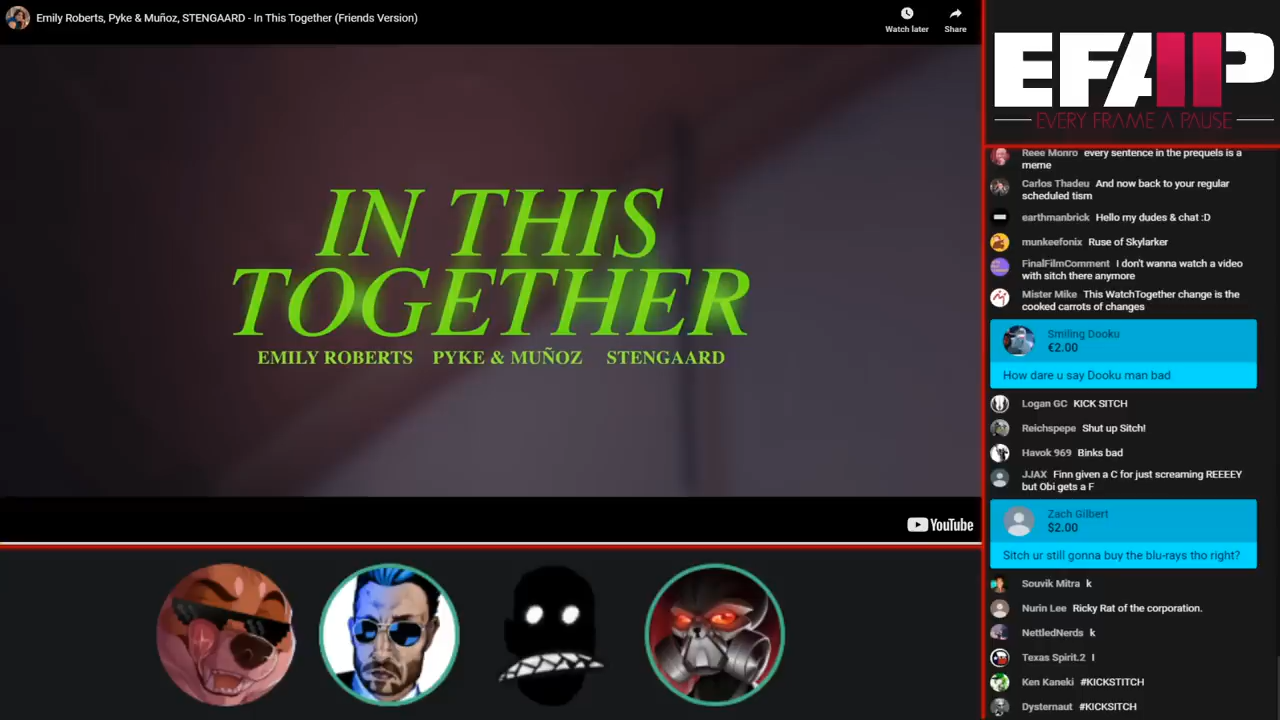 Emily Roberts, Pyke & Muñoz, STENGAARD - In This Together (Friends Version)
Watch later
Share
IN THIS
TOGETHER
EMILY ROBERTS PYKE & MUÑOZ STENGAARD
YouTube
EFAP
EVERY FRAME A PAUSE
Reee Monro every sentence in the prequels is a
meme
Carlos Thadeu And now back to your regular
scheduled tism
earthmanbrick Hello my dudes & chat :D
munkeefonix Ruse of Skylarker
FinalFilmComment I don't wanna watch a video
with sitch there anymore
Mister Mike This WatchTogether change is the
cooked carrots of changes
Smiling Dooku
€2.00
How dare u say Dooku man bad
Logan GC KICK SITCH
Reichspepe Shut up Sitch!
Havok 969 Binks bad
JJAX Finn given a C for just screaming REEEEY
but Obi gets a F
Zach Gilbert
$2.00
Sitch ur still gonna buy the blu-rays tho right?
Souvik Mitra k
Nurin Lee Ricky Rat of the corporation.
NettledNerds k
Texas Spirit.2 I
Ken Kaneki #KICKSTITCH
Dysternaut #KICKSITCH